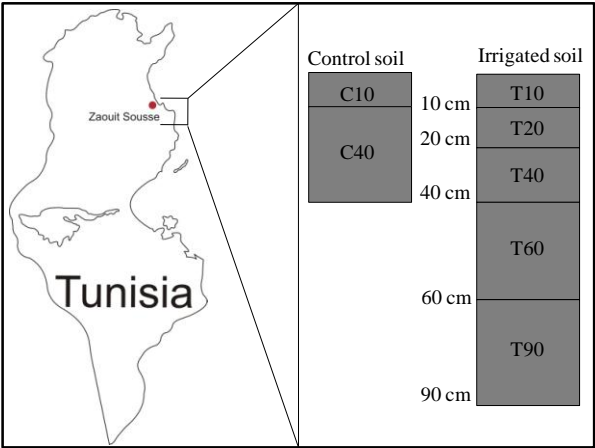 Zaouit Sousse
Tunisia
Control soil
C10
C40
10 cm
20 cm
40 cm
60 cm
90 cm
Irrigated soil
T10
T20
T40
T60
T90